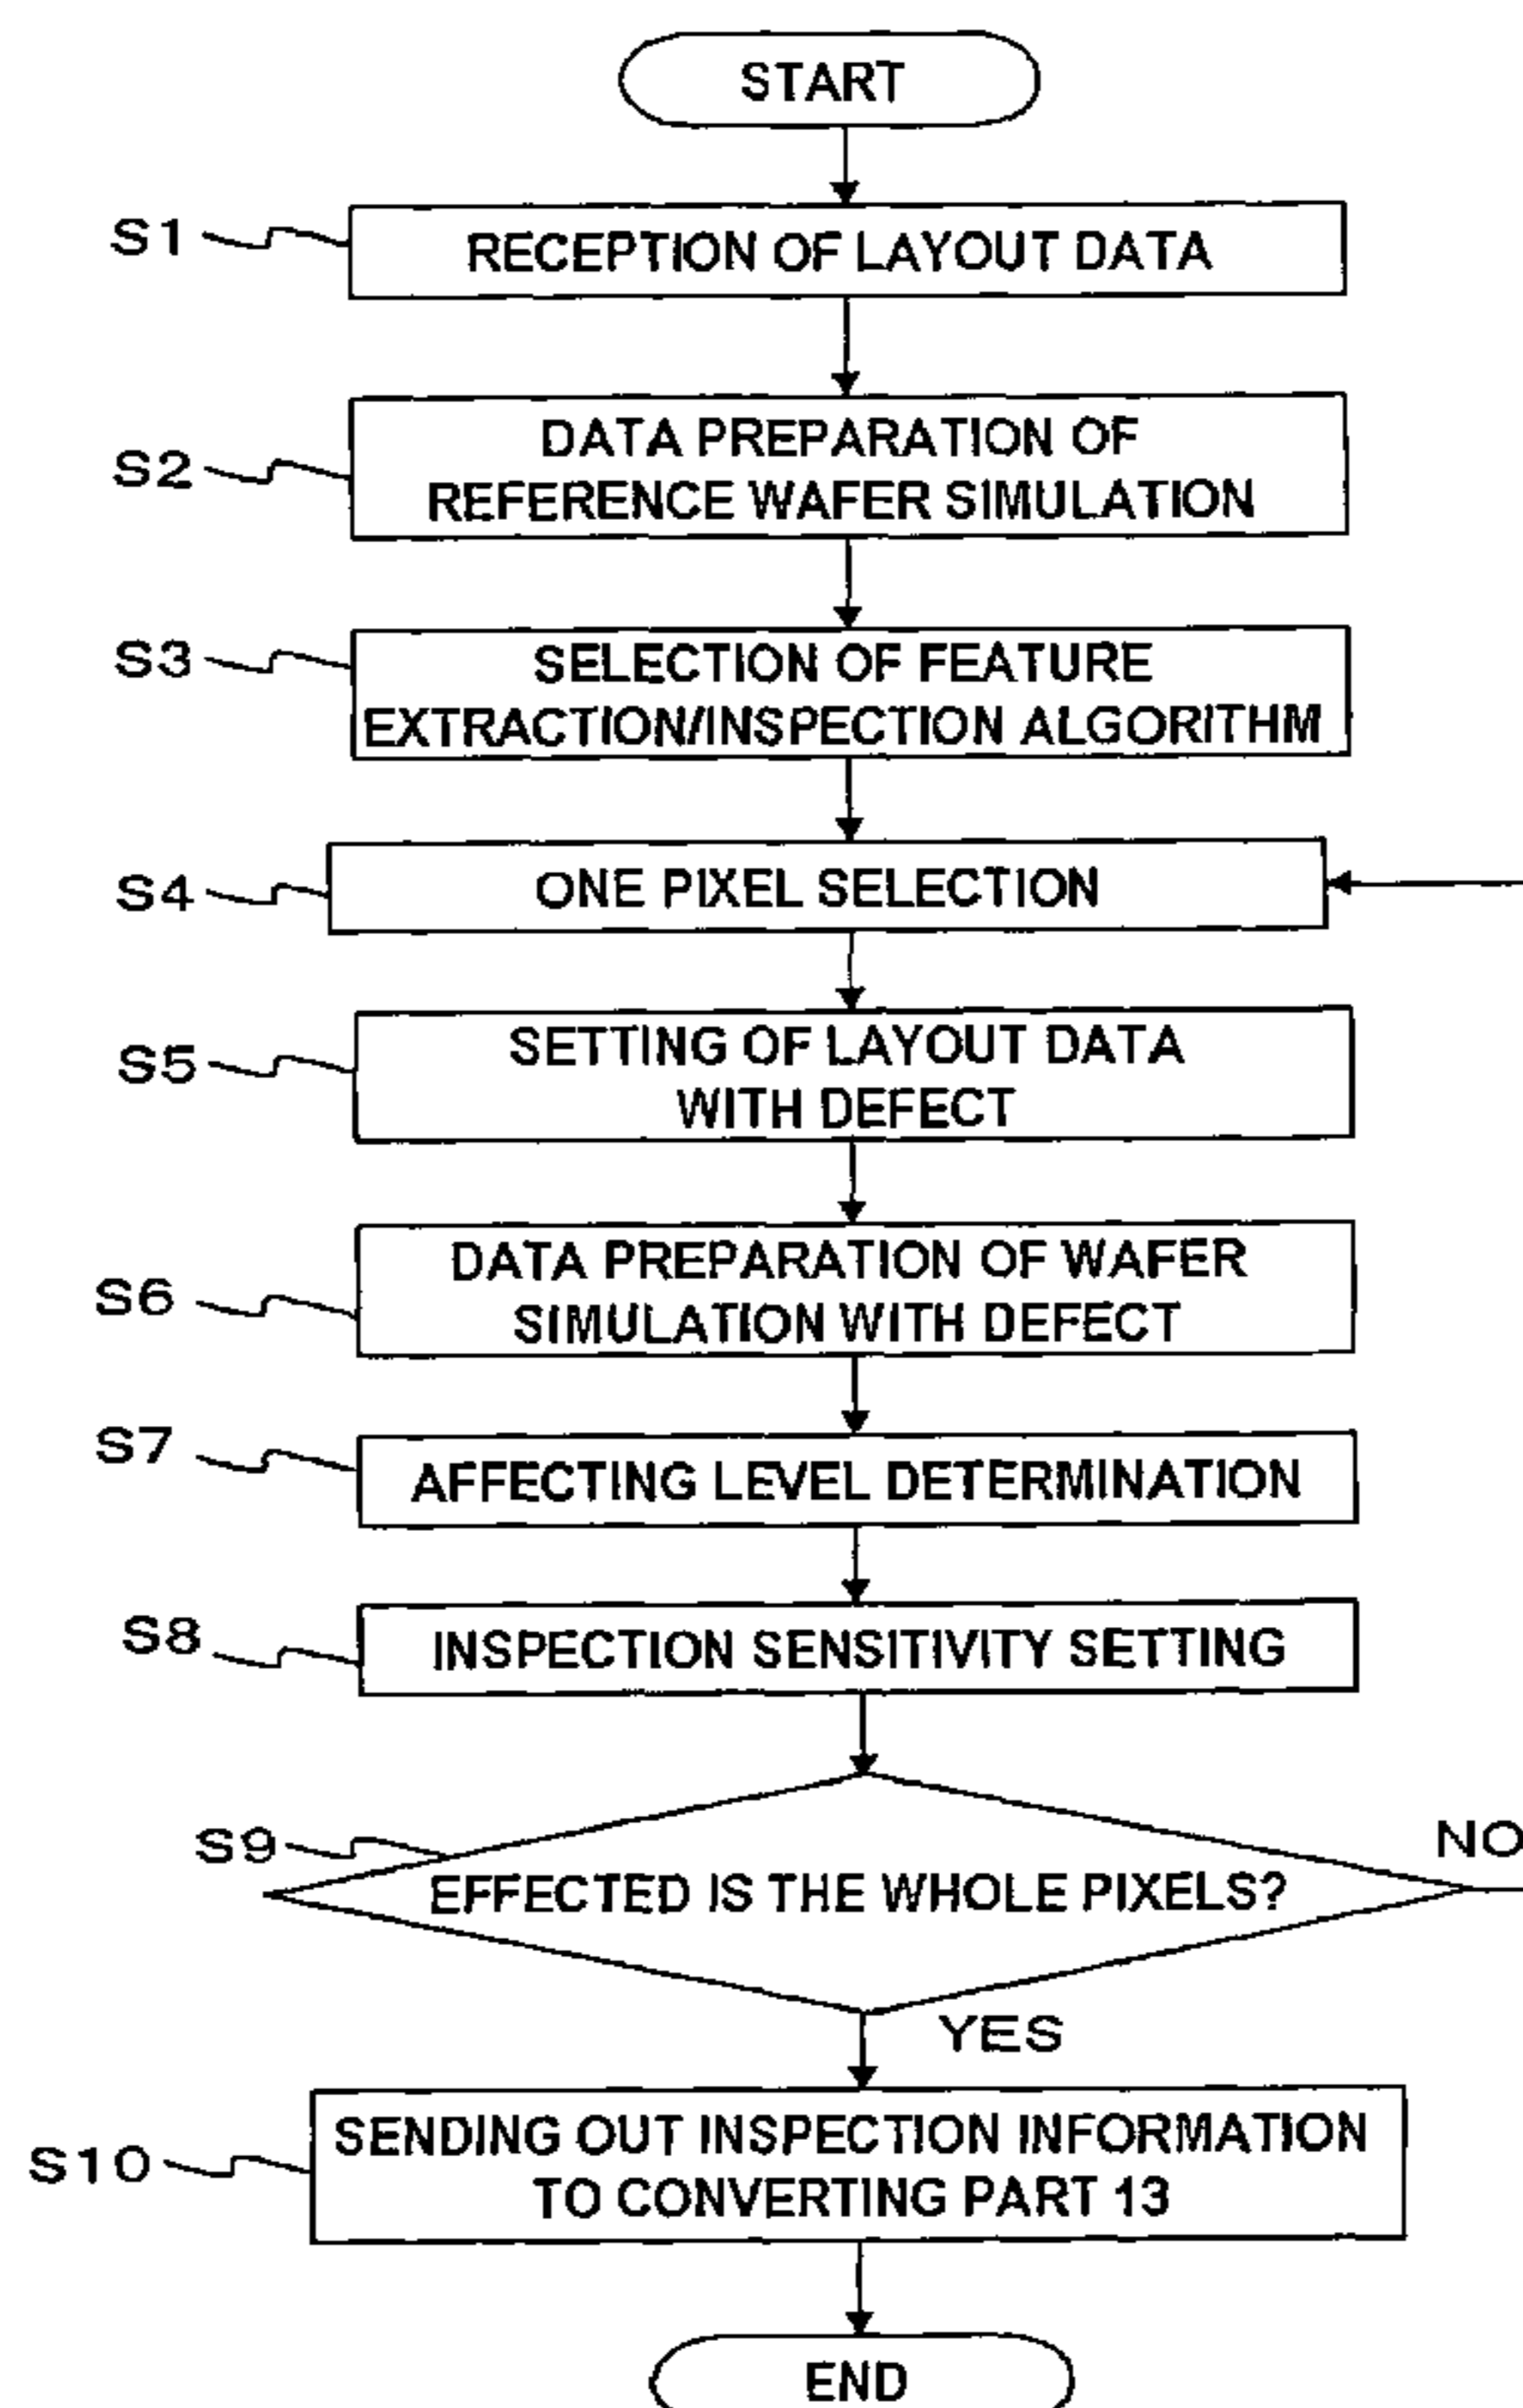 START
S1
RECEPTION OF LAYOUT DATA
S2
DATA PREPARATION OF
REFERENCE WAFER SIMULATION
S3
SELECTION OF FEATURE
EXTRACTION/INSPECTION ALGORITHM
S4
ONE PIXEL SELECTION
S5
SETTING OF LAYOUT DATA
WITH DEFECT
S6
DATA PREPARATION OF WAFER
SIMULATION WITH DEFECT
S7
AFFECTING LEVEL DETERMINATION
S8
INSPECTION SENSITIVITY SETTING
S9
EFFECTED IS THE WHOLE PIXELS?
NO
YES
S10
SENDING OUT INSPECTION INFORMATION
TO CONVERTING PART 13
END